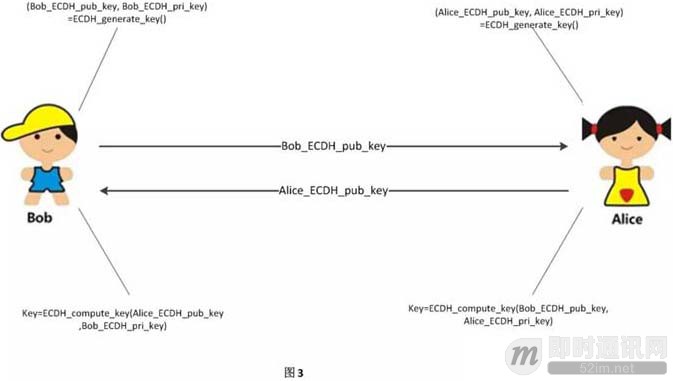 (Bob_ECDH_pub_key, Bob_ECDH_pri_key)
=ECDH_generate_key()
(Alice_ECDH_pub_key, Alice_ECDH_pri_key)
=ECDH_generate_key()
Bob_ECDH_pub_key
Alice_ECDH_pub_key
Bob
Alice
Key=ECDH_compute_key(Alice_ECDH_pub_key
,Bob_ECDH_pri_key)
Key=ECDH_compute_key(Bob_ECDH_pub_key,
Alice_ECDH_pri_key)
图 3
m 即时通讯网
52im.net